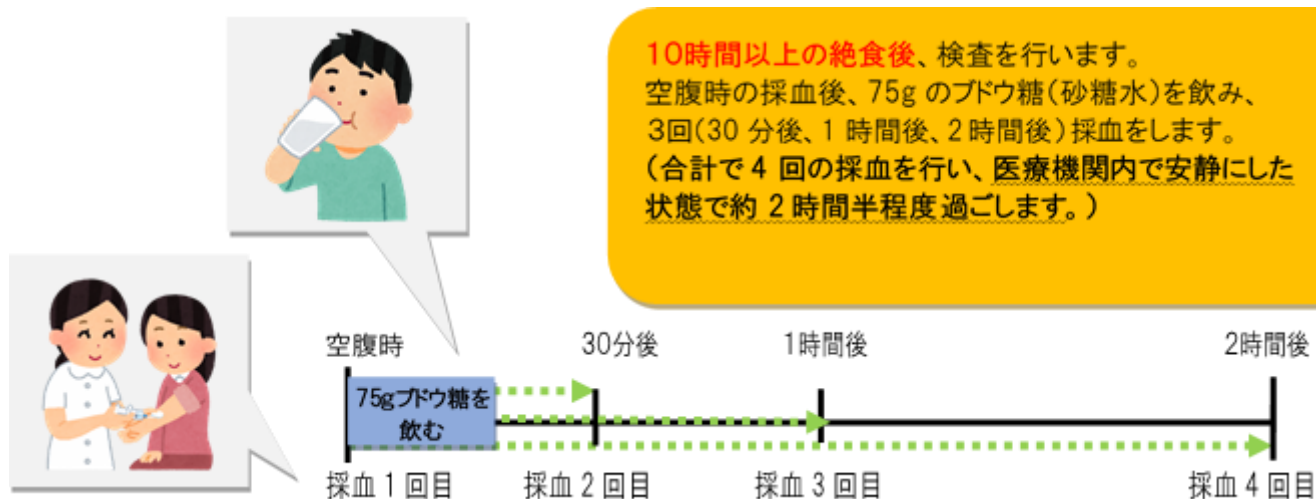 10時間以上の絶食後、検査を行います。
空腹時の採血後、75g のブドウ糖(砂糖水)を飲み、
3回(30 分後、1 時間後、2時間後)採血をします。
(合計で 4 回の採血を行い、医療機関内で安静にした
状態で約 2 時間半程度過ごします。)
空腹時 30分後 1時間後 2時間後
75gブドウ糖を
飲む
採血 1 回目 採血 2 回目 採血 3 回目 採血 4 回目